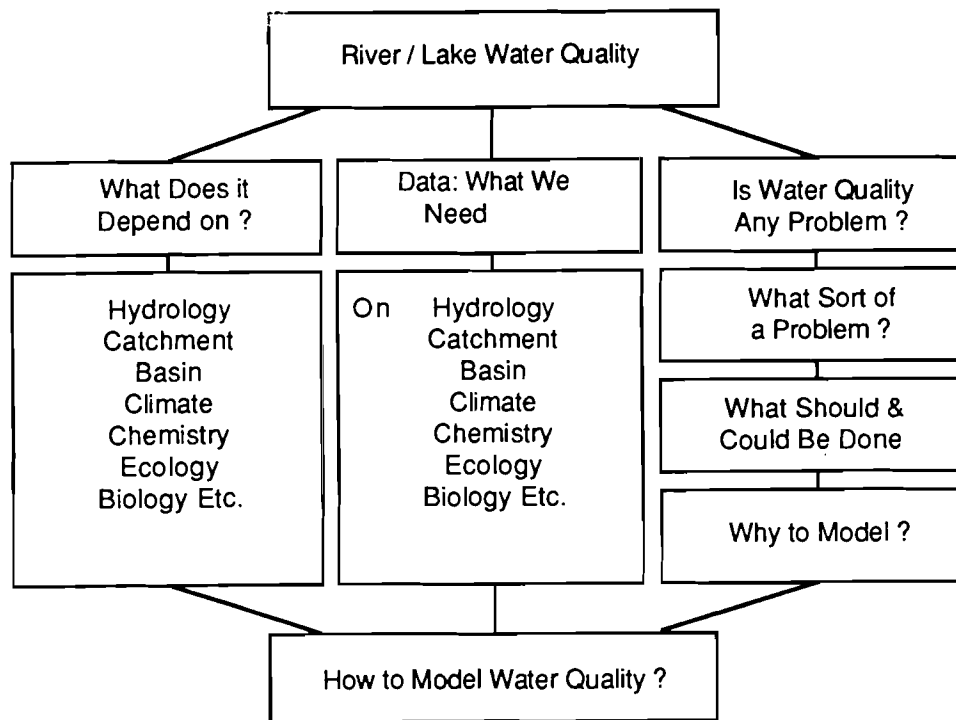 River / Lake Water Quality
What Does it
Depend on ?
Data: What We
Need
Is Water Quality
Any Problem ?
Hydrology
Catchment
Basin
Climate
Chemistry
Ecology
Biology Etc.
On Hydrology
Catchment
Basin
Climate
Chemistry
Ecology
Biology Etc.
What Sort of
a Problem ?
What Should &
Could Be Done
Why to Model ?
How to Model Water Quality ?